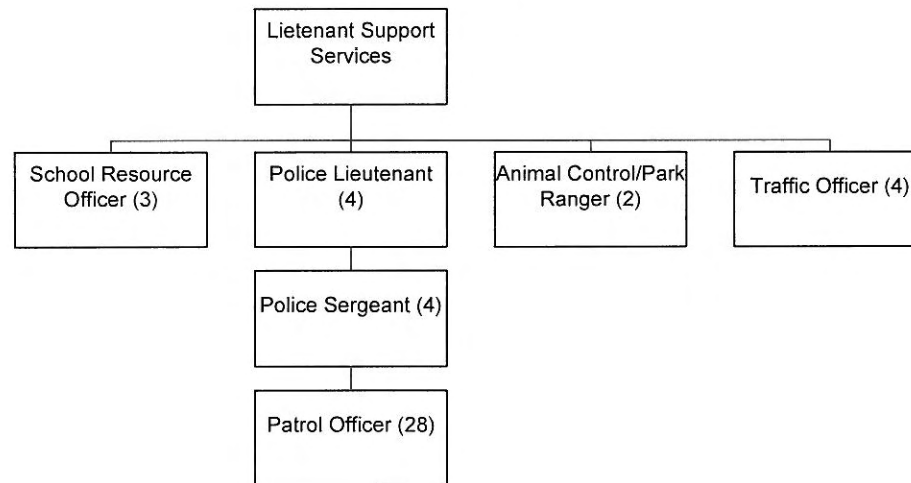 Lietenant Support
Services
School Resource
Officer (3)
Police Lieutenant
(4)
Animal Control/Park
Ranger (2)
Traffic Officer (4)
Police Sergeant (4)
Patrol Officer (28)